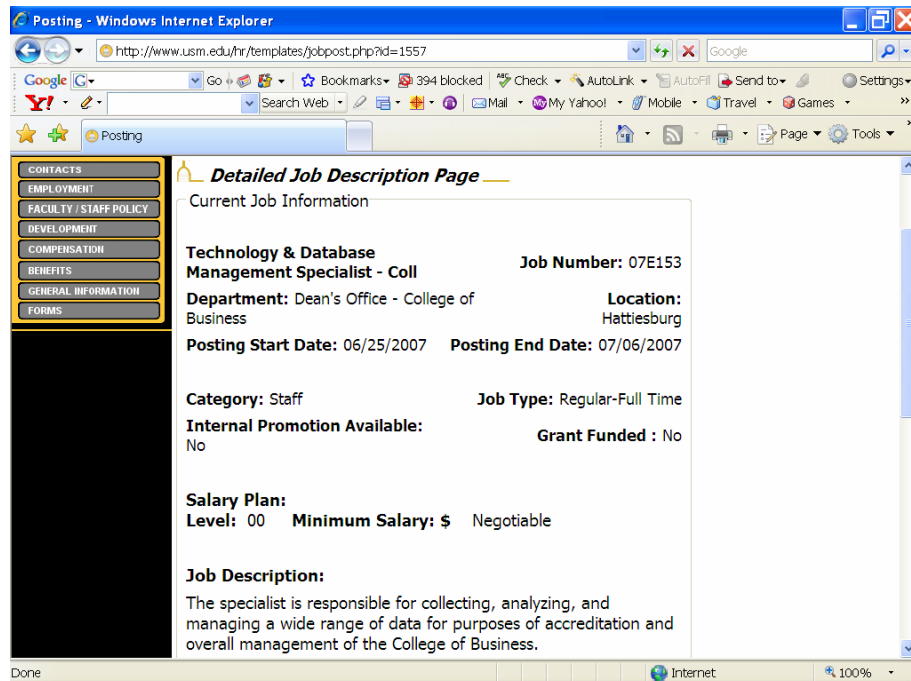 Posting - Windows Internet Explorer
http://www.usm.edu/hr/templates/jobpost.php?id=1557
Google
Google G Go Bookmarks 394 blocked Check AutoLink AutoFill Send to Settings
Y! Search Web Mail My Yahoo! Mobile Travel Games »
Posting Page Tools »
CONTACTS
EMPLOYMENT
FACULTY / STAFF POLICY
DEVELOPMENT
COMPENSATION
BENEFITS
GENERAL INFORMATION
FORMS
Detailed Job Description Page
Current Job Information
Technology & Database
Management Specialist - Coll
Job Number: 07E153
Department: Dean's Office - College of
Business
Location:
Hattiesburg
Posting Start Date: 06/25/2007 Posting End Date: 07/06/2007
Category: Staff Job Type: Regular-Full Time
Internal Promotion Available:
No
Grant Funded : No
Salary Plan:
Level: 00 Minimum Salary: $ Negotiable
Job Description:
The specialist is responsible for collecting, analyzing, and
managing a wide range of data for purposes of accreditation and
overall management of the College of Business.
Done Internet 100%